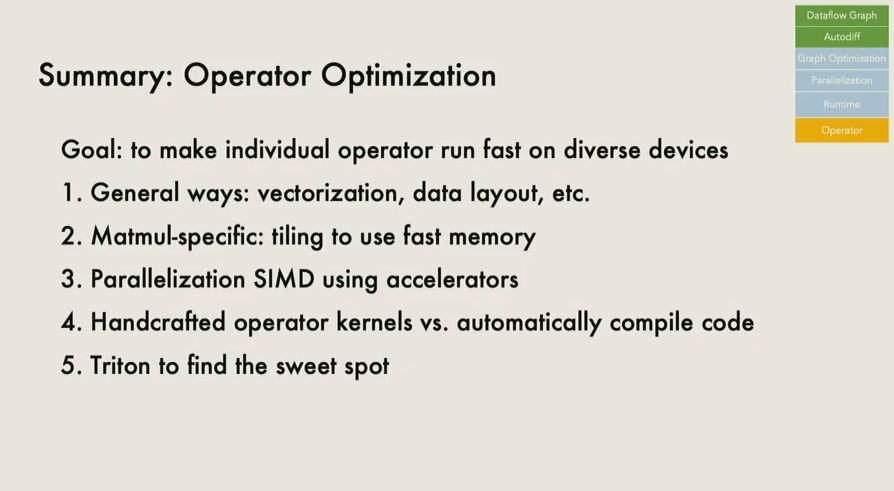 Dataflow Graph
Autodiff
Graph Optimization
Parallelization
Runtime
Operator
Summary: Operator Optimization
Goal: to make individual operator run fast on diverse devices
1. General ways: vectorization, data layout, etc.
2. Matmul-specific: tiling to use fast memory
3. Parallelization SIMD using accelerators
4. Handcrafted operator kernels vs. automatically compile code
5. Triton to find the sweet spot